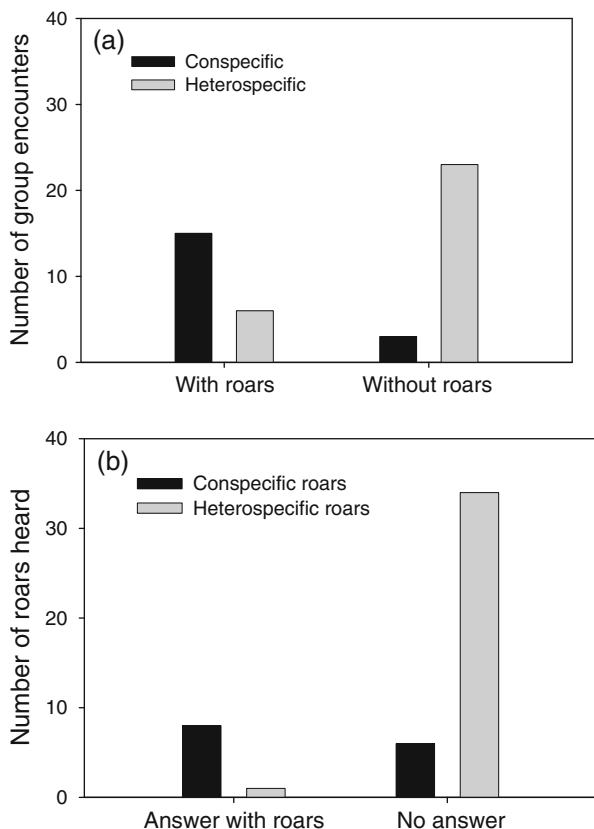 (a)
Conspecific
Heterospecific
Number of group encounters
40
30
20
10
0
With roars Without roars
(b)
Conspecific roars
Heterospecific roars
Number of roars heard
40
30
20
10
0
Answer with roars No answer